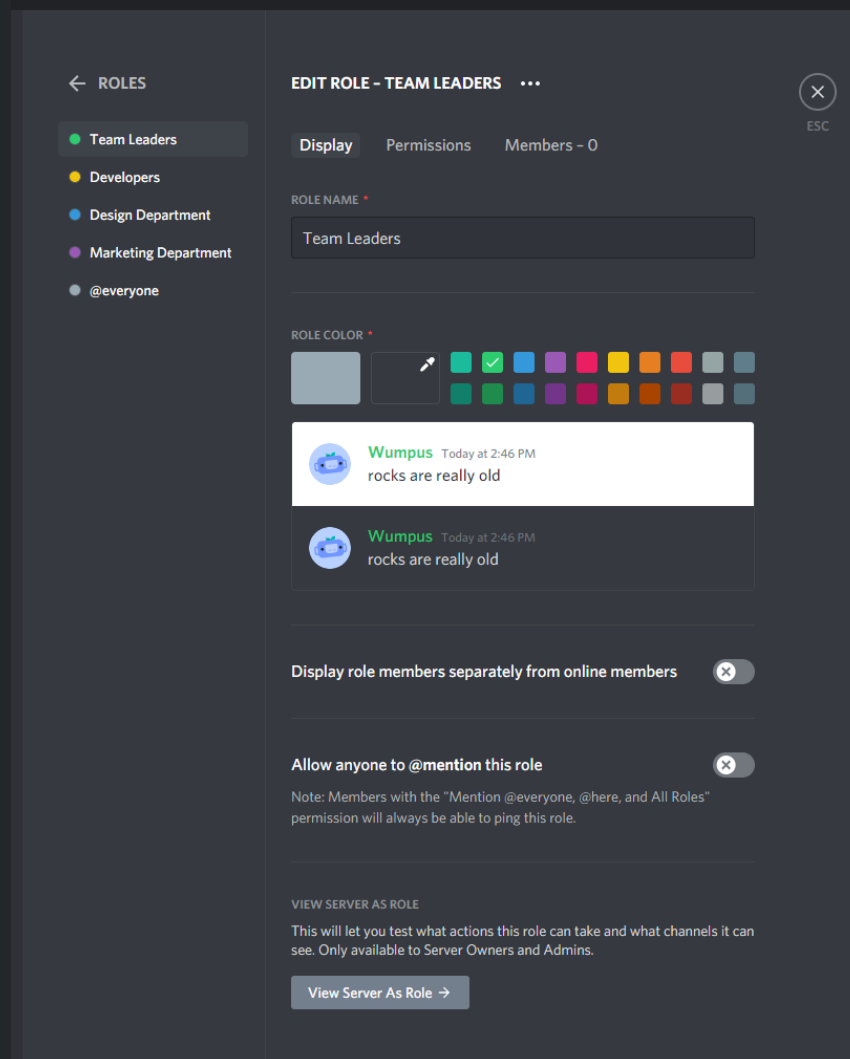 ROLES
Team Leaders
Developers
Design Department
Marketing Department
@everyone
EDIT ROLE – TEAM LEADERS •••
ESC
Display Permissions Members – 0
ROLE NAME *
Team Leaders
ROLE COLOR *
Wumpus Today at 2:46 PM
rocks are really old
Wumpus Today at 2:46 PM
rocks are really old
Display role members separately from online members
Allow anyone to @mention this role
Note: Members with the "Mention @everyone, @here, and All Roles"
permission will always be able to ping this role.
VIEW SERVER AS ROLE
This will let you test what actions this role can take and what channels it can
see. Only available to Server Owners and Admins.
View Server As Role →